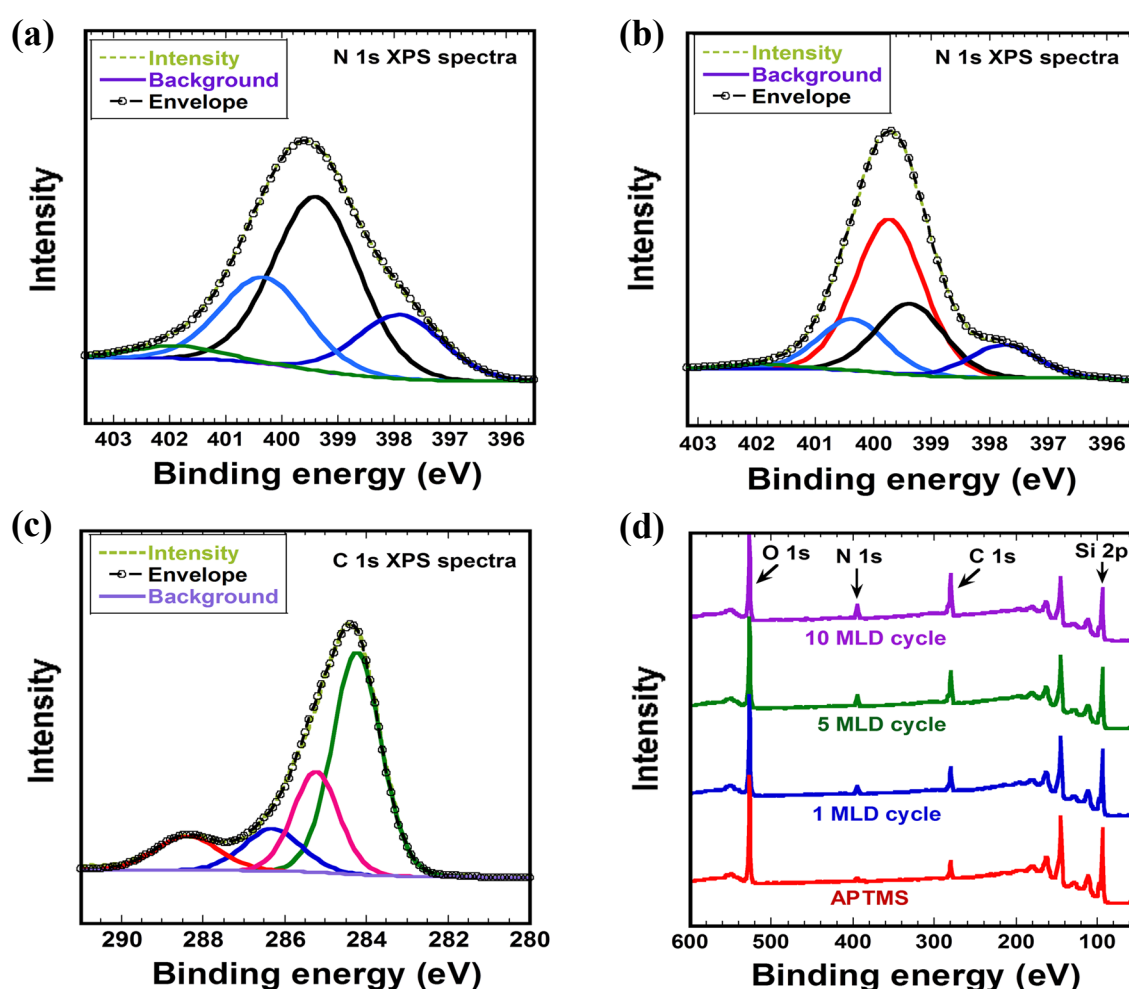 (a)
Intensity
Background
Envelope
N 1s XPS spectra
Intensity
403 402 401 400 399 398 397 396
Binding energy (eV)
(b)
Intensity
Background
Envelope
N 1s XPS spectra
Intensity
403 402 401 400 399 398 397 396
Binding energy (eV)
(c)
Intensity
Envelope
Background
C 1s XPS spectra
Intensity
290 288 286 284 282 280
Binding energy (eV)
(d)
O 1s N 1s C 1s Si 2p
10 MLD cycle
5 MLD cycle
1 MLD cycle
APTMS
Intensity
600 500 400 300 200 100
Binding energy (eV)